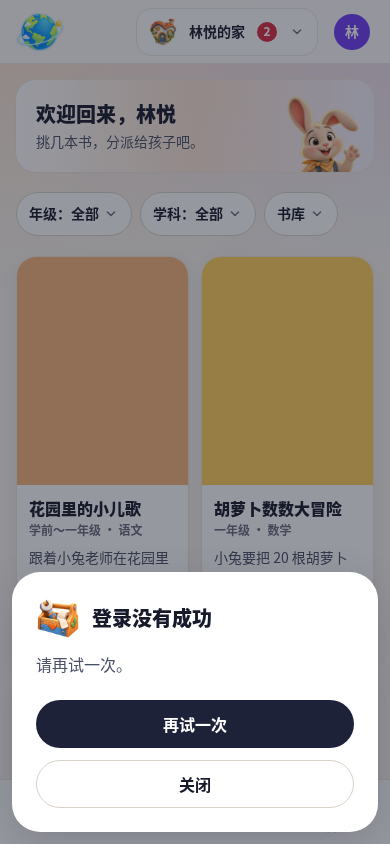 林悦的家 2
林
欢迎回来，林悦
挑几本书，分派给孩子吧。
年级：全部
学科：全部
书库
花园里的小儿歌
学前～一年级 · 语文
跟着小兔老师在花园里
胡萝卜数数大冒险
一年级 · 数学
小兔要把 20 根胡萝卜
登录没有成功
请再试一次。
再试一次
关闭